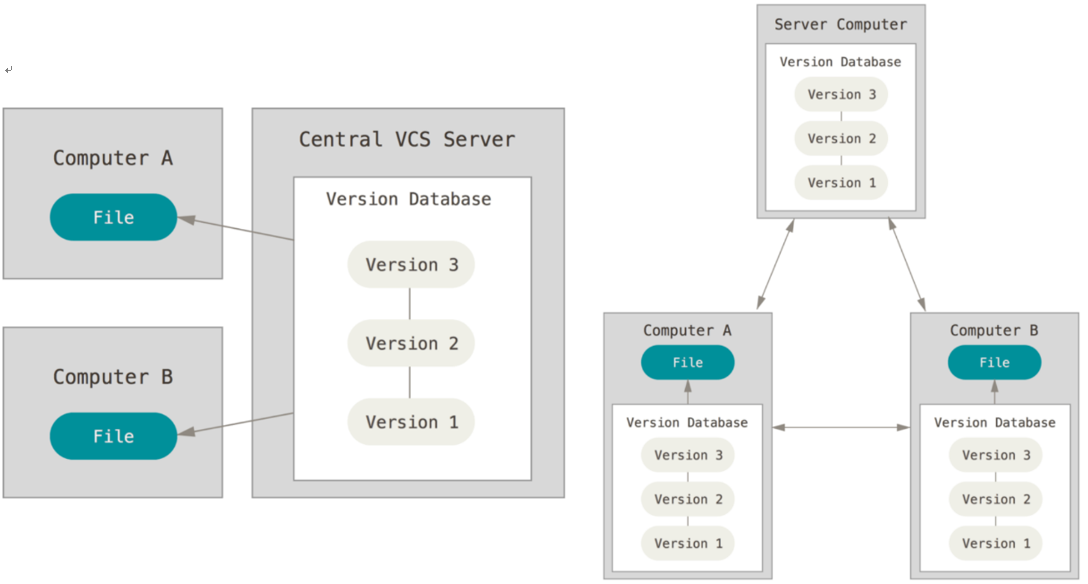 ↵
Computer A
File
Computer B
File
Central VCS Server
Version Database
Version 3
Version 2
Version 1
Server Computer
Version Database
Version 3
Version 2
Version 1
Computer A
File
Version Database
Version 3
Version 2
Version 1
Computer B
File
Version Database
Version 3
Version 2
Version 1